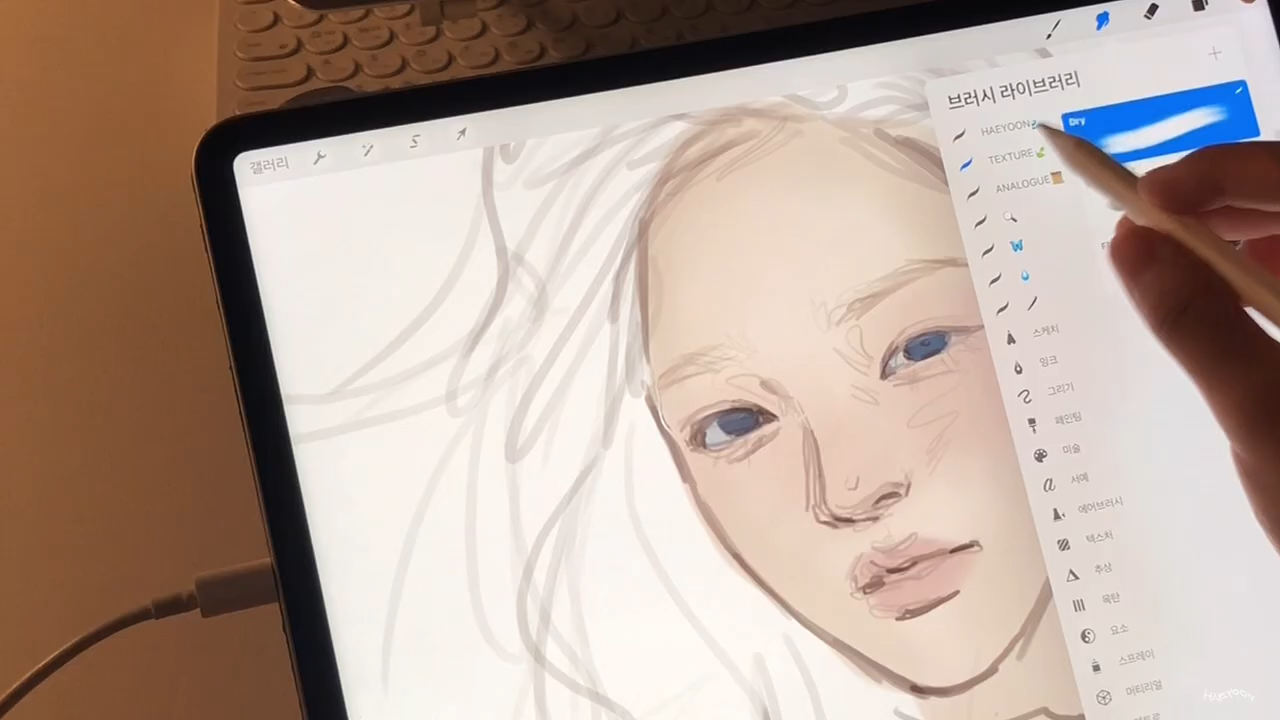 갤러리
브러시 라이브러리
HAEYOON
Dry
TEXTURE
ANALOGUE
스케치
잉크
그리기
페인팅
미술
서예
에어브러시
텍스처
추상
목탄
요소
스프레이
머티리얼